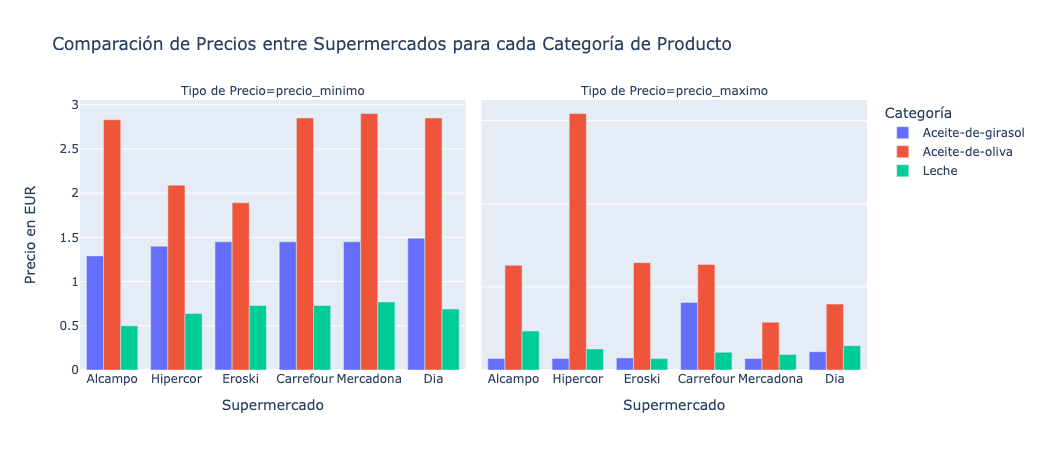 Comparación de Precios entre Supermercados para cada Categoría de Producto
Tipo de Precio=precio_minimo
Tipo de Precio=precio_maximo
Categoría
Aceite-de-girasol
Aceite-de-oliva
Leche
Precio en EUR
3
2.5
2
1.5
1
0.5
0
Alcampo Hipercor Eroski Carrefour Mercadona Dia
Alcampo Hipercor Eroski Carrefour Mercadona Dia
Supermercado
Supermercado